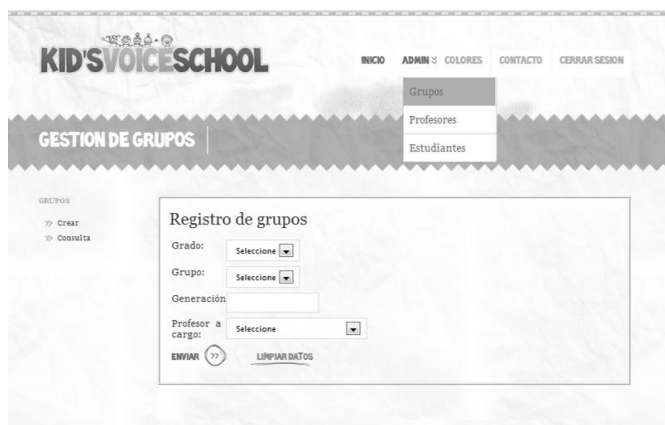 KID'SVOICESCHOOL
INICIO ADMIN COLORES CONTACTO CERRAR SESION
Grupos
Profesores
Estudiantes
GESTION DE GRUPOS
GRUPOS
Crear
Consulta
Registro de grupos
Grado: Seleccione
Grupo: Seleccione
Generación
Profesor a cargo: Seleccione
ENVIAR LIMPIAR DATOS